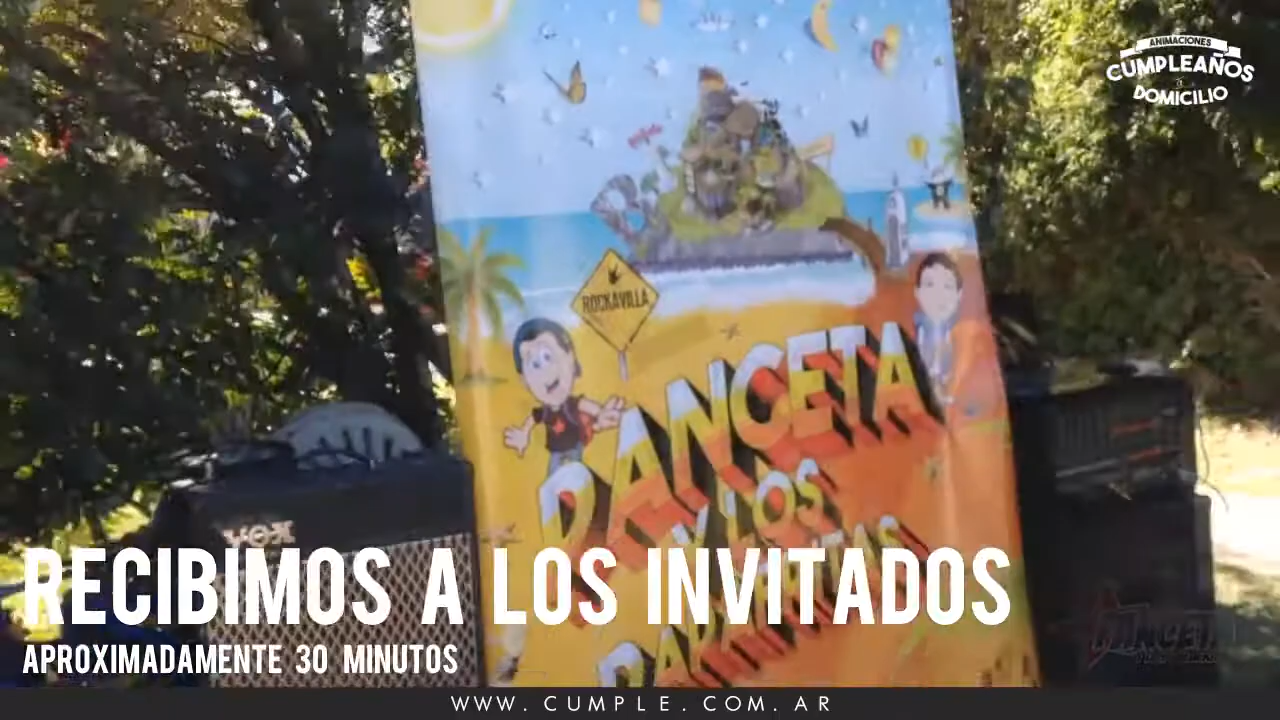 ANIMACIONES
CUMPLEAÑOS
DOMICILIO
ROCKAVILLA
PANCETA
Y LOS
VOX
RECIBIMOS A LOS INVITADOS
APROXIMADAMENTE 30 MINUTOS
WWW.CUMPLE.COM.AR